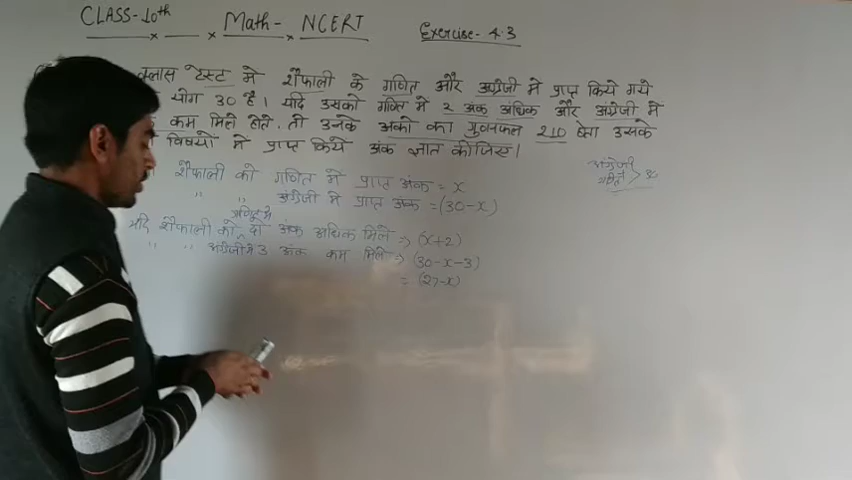 CLASS-10th Math- NCERT Exercise- 4.3
क्लास टेस्ट मे शैफाली के गणित और अंग्रेजी मे प्राप्त किये गये
योग 30 है। यदि उसको गणित मे 2 अंक अधिक और अंग्रेजी मे
कम मिले होते, तो उनके अंको का गुणनफल 210 होता उसके
विषयो मे प्राप्त किये अंक ज्ञात कीजिए।
शैफाली को गणित में प्राप्त अंक = x
" " अंग्रेजी मे प्राप्त अंक = (30-x)
अंग्रेजी
गणित > 30
गणित मे
यदि शैफाली को दो अंक अधिक मिले ⇒ (x+2)
" " अंग्रेजी में 3 अंक कम मिले ⇒ (30-x-3)
= (27-x)